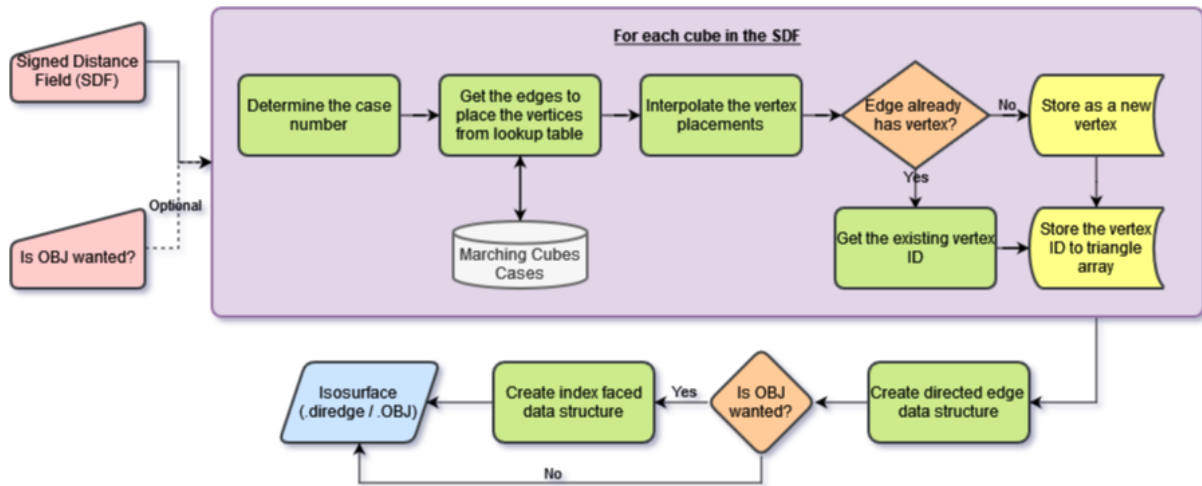 For each cube in the SDF
Signed Distance
Field (SDF)
Optional
Is OBJ wanted?
Determine the case
number
Get the edges to
place the vertices
from lookup table
Marching Cubes
Cases
Interpolate the vertex
placements
Edge already
has vertex?
No
Store as a new
vertex
Yes
Get the existing vertex
ID
Store the vertex
ID to triangle
array
Create directed edge
data structure
Is OBJ
wanted?
Yes
Create index faced
data structure
No
Isosurface
(.diredge / .OBJ)